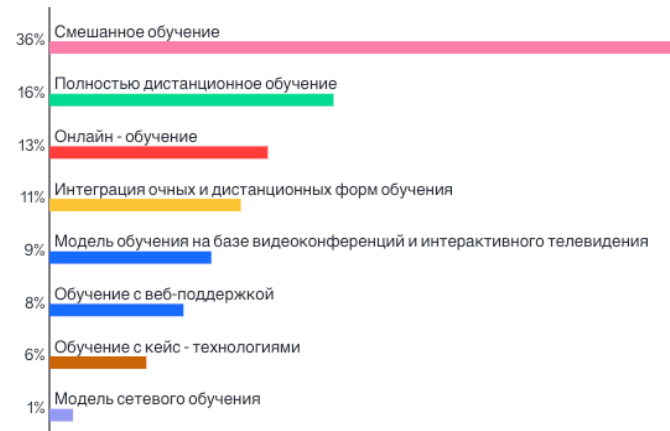 Смешанное обучение
36%
Полностью дистанционное обучение
16%
Онлайн - обучение
13%
Интеграция очных и дистанционных форм обучения
11%
Модель обучения на базе видеоконференций и интерактивного телевидения
9%
Обучение с веб-поддержкой
8%
Обучение с кейс - технологиями
6%
Модель сетевого обучения
1%